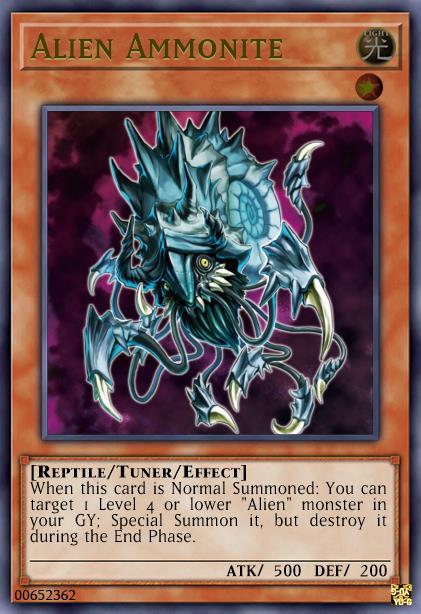 Alien Ammonite
LIGHT
光
[Reptile/Tuner/Effect]
When this card is Normal Summoned: You can
target 1 Level 4 or lower "Alien" monster in
your GY; Special Summon it, but destroy it
during the End Phase.
ATK/ 500 DEF/ 200
00652362